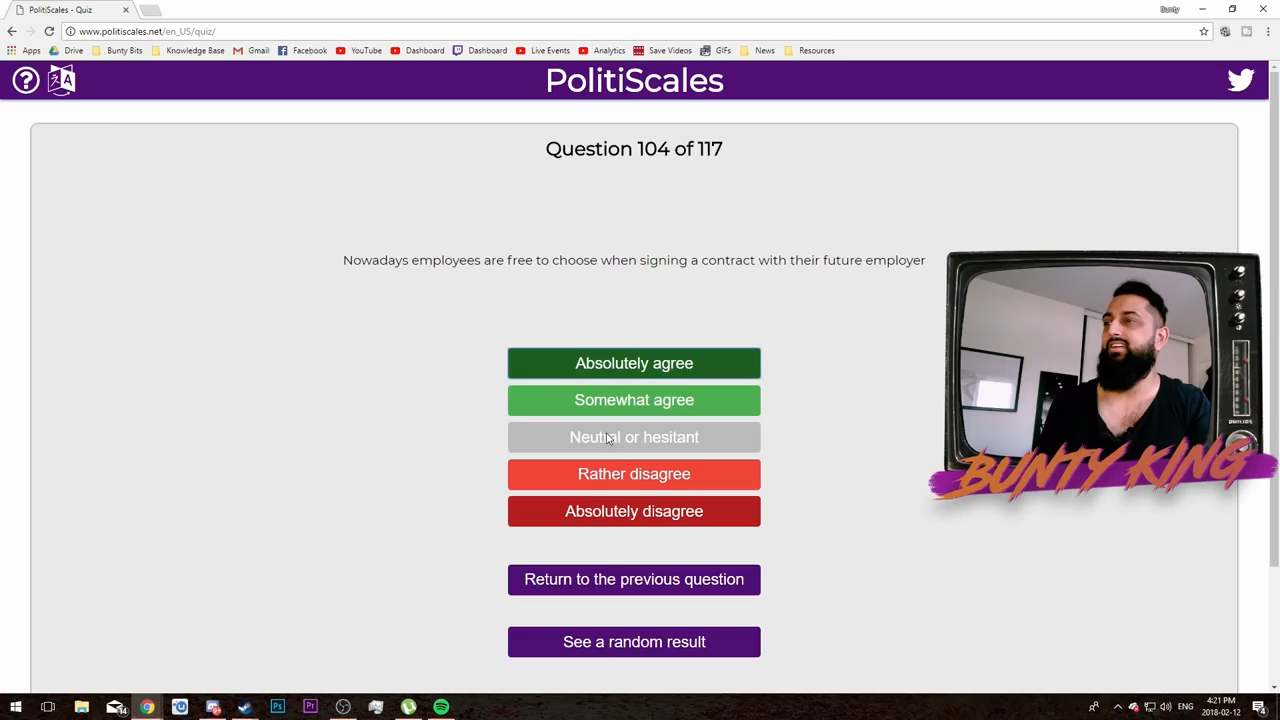 PolitiScales - Quiz
Bunty
www.politiscales.net/en_US/quiz/
Apps Drive Bunty Bits Knowledge Base Gmail Facebook YouTube Dashboard Dashboard Live Events Analytics Save Videos GIFs News Resources
PolitiScales
Question 104 of 117
Nowadays employees are free to choose when signing a contract with their future employer
Absolutely agree
Somewhat agree
Neutral or hesitant
Rather disagree
Absolutely disagree
PHILIPS
BUNTY KING
Return to the previous question
See a random result
ENG
4:21 PM
2018-02-12